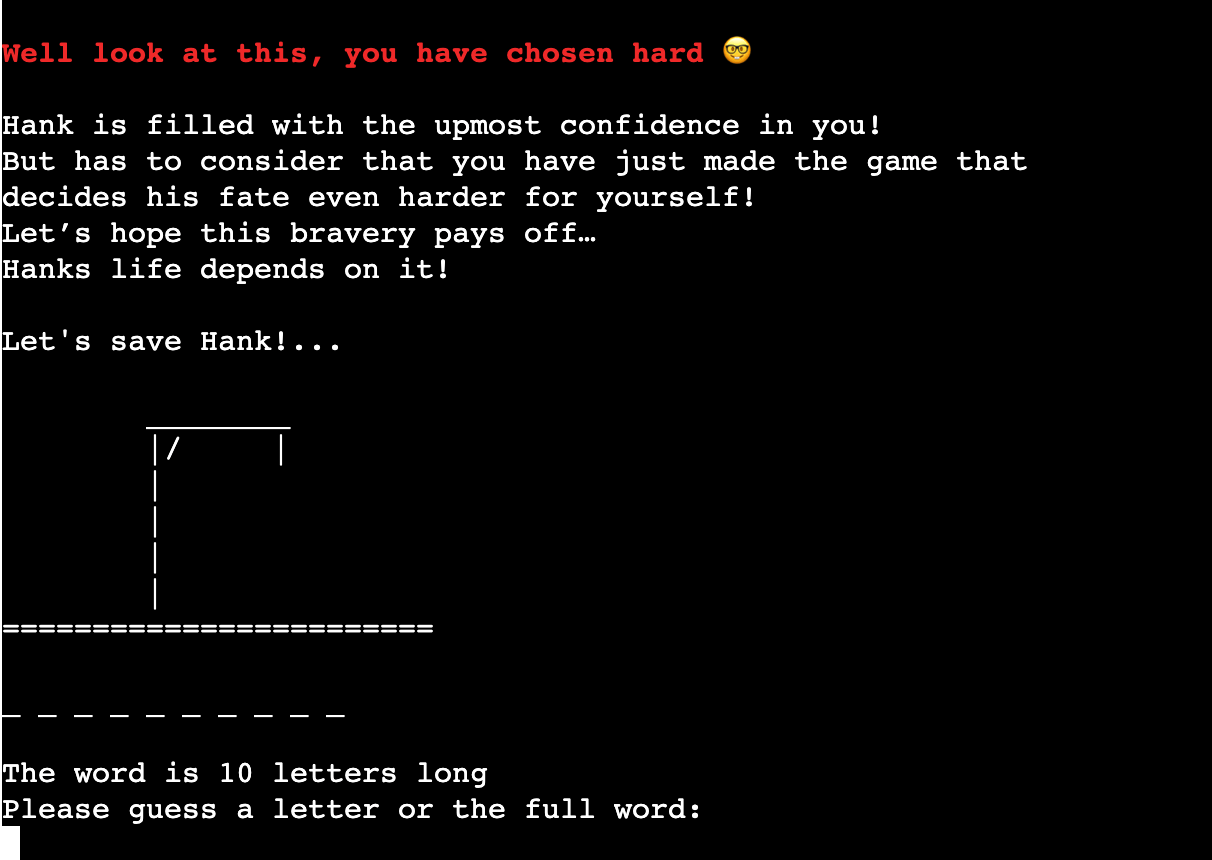 Well look at this, you have chosen hard 🤓
Hank is filled with the upmost confidence in you!
But has to consider that you have just made the game that
decides his fate even harder for yourself!
Let’s hope this bravery pays off…
Hanks life depends on it!
Let's save Hank!...
________
|/      |
|
|
|
|
========================
_ _ _ _ _ _ _ _ _ _
The word is 10 letters long
Please guess a letter or the full word: